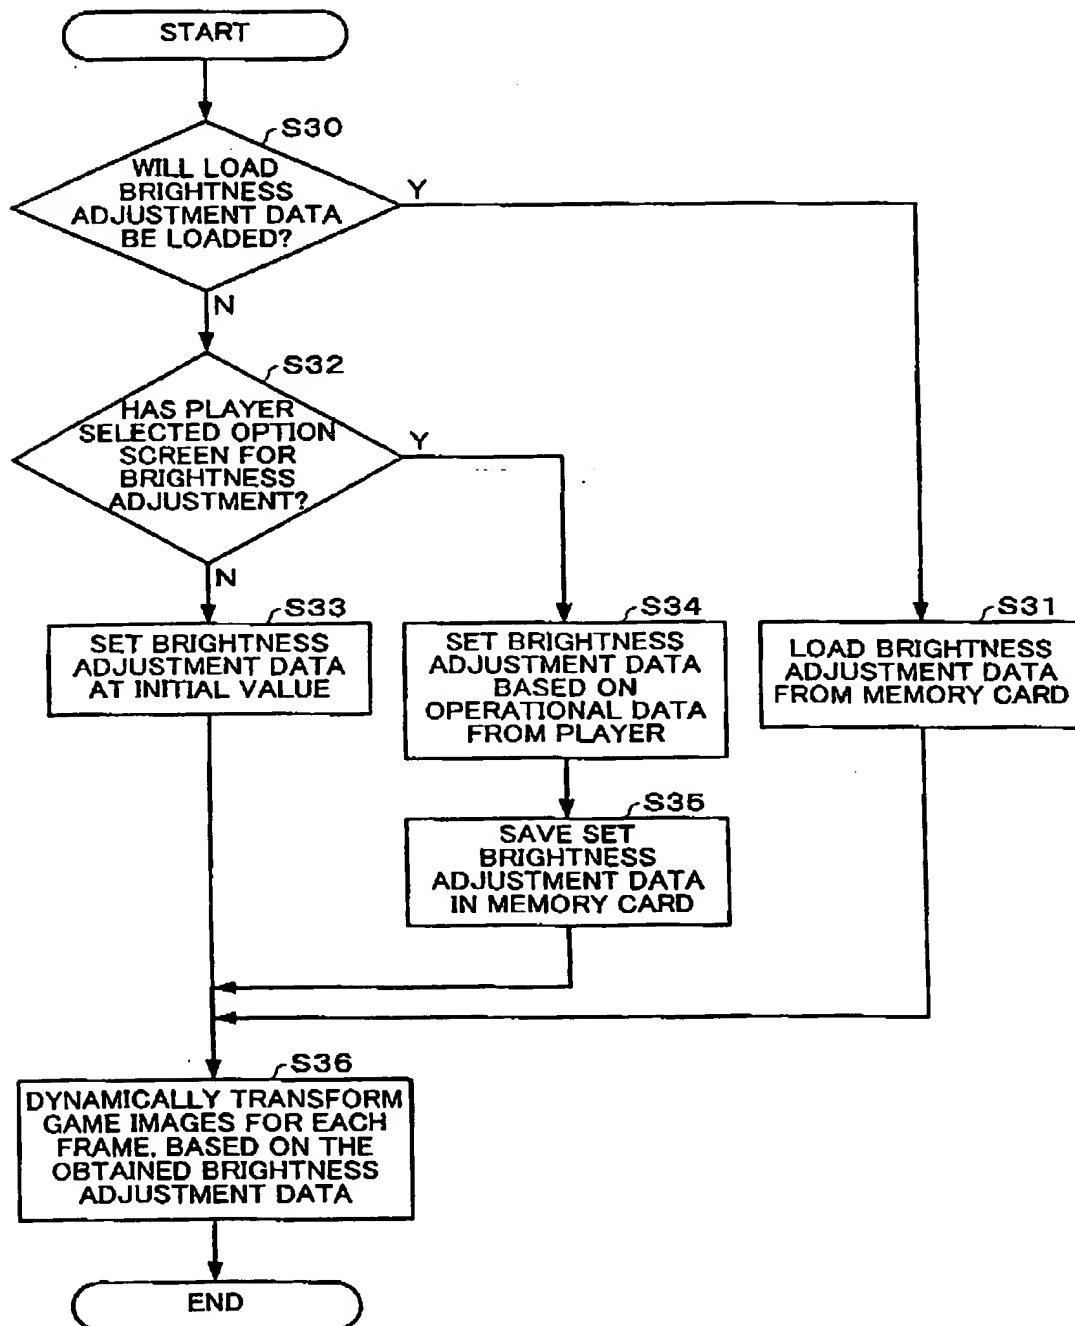 START
S30
WILL LOAD
BRIGHTNESS
ADJUSTMENT DATA
BE LOADED?
Y
N
S32
HAS PLAYER
SELECTED OPTION
SCREEN FOR
BRIGHTNESS
ADJUSTMENT?
Y
N
S33
SET BRIGHTNESS
ADJUSTMENT DATA
AT INITIAL VALUE
S34
SET BRIGHTNESS
ADJUSTMENT DATA
BASED ON
OPERATIONAL DATA
FROM PLAYER
S31
LOAD BRIGHTNESS
ADJUSTMENT DATA
FROM MEMORY CARD
S35
SAVE SET
BRIGHTNESS
ADJUSTMENT DATA
IN MEMORY CARD
S36
DYNAMICALLY TRANSFORM
GAME IMAGES FOR EACH
FRAME, BASED ON THE
OBTAINED BRIGHTNESS
ADJUSTMENT DATA
END